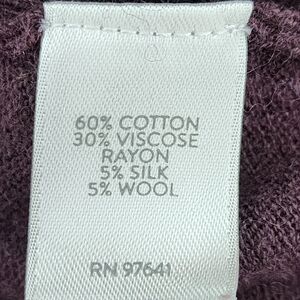 60% COTTON
30% VISCOSE
RAYON
5% SILK
5% WOOL
RN 97641